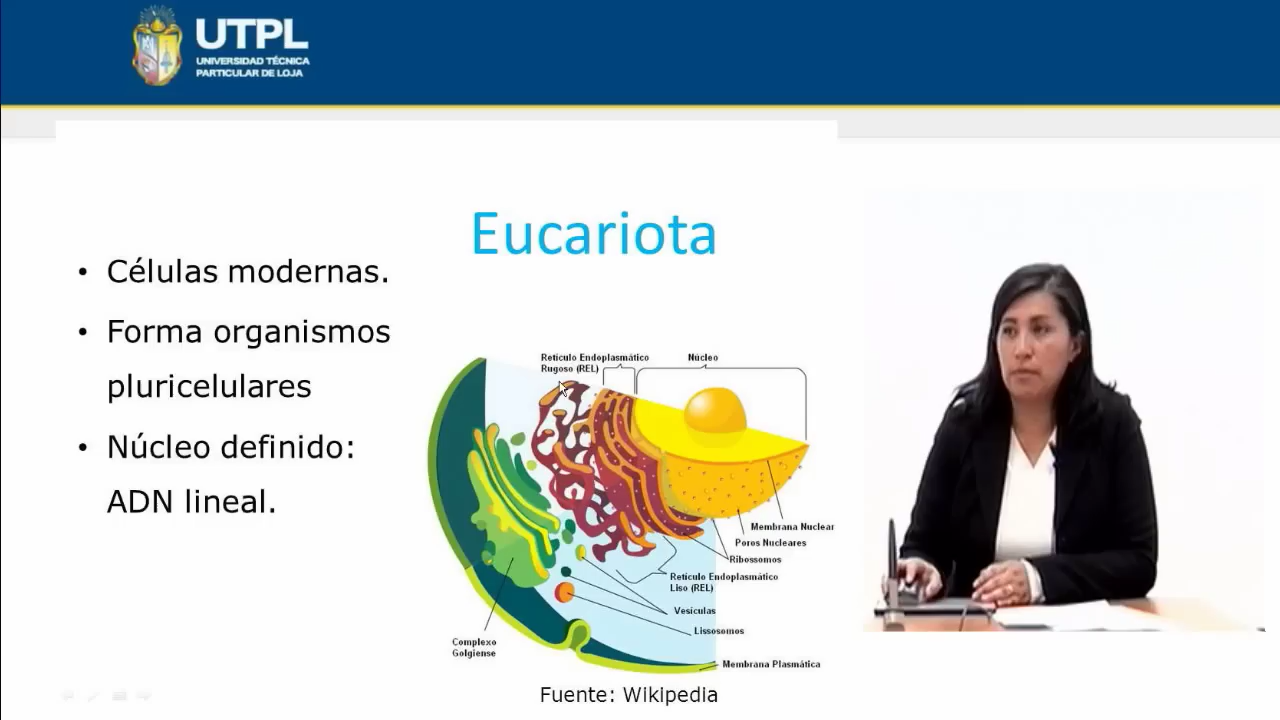 UTPL
UNIVERSIDAD TÉCNICA
PARTICULAR DE LOJA
Eucariota
• Células modernas.
• Forma organismos
pluricelulares
• Núcleo definido:
ADN lineal.
Retículo Endoplasmático
Rugoso (REL)
Núcleo
Membrana Nuclear
Poros Nucleares
Ribossomos
Retículo Endoplasmático
Liso (REL)
Vesículas
Lissosomos
Complexo
Golgiense
Membrana Plasmática
Fuente: Wikipedia